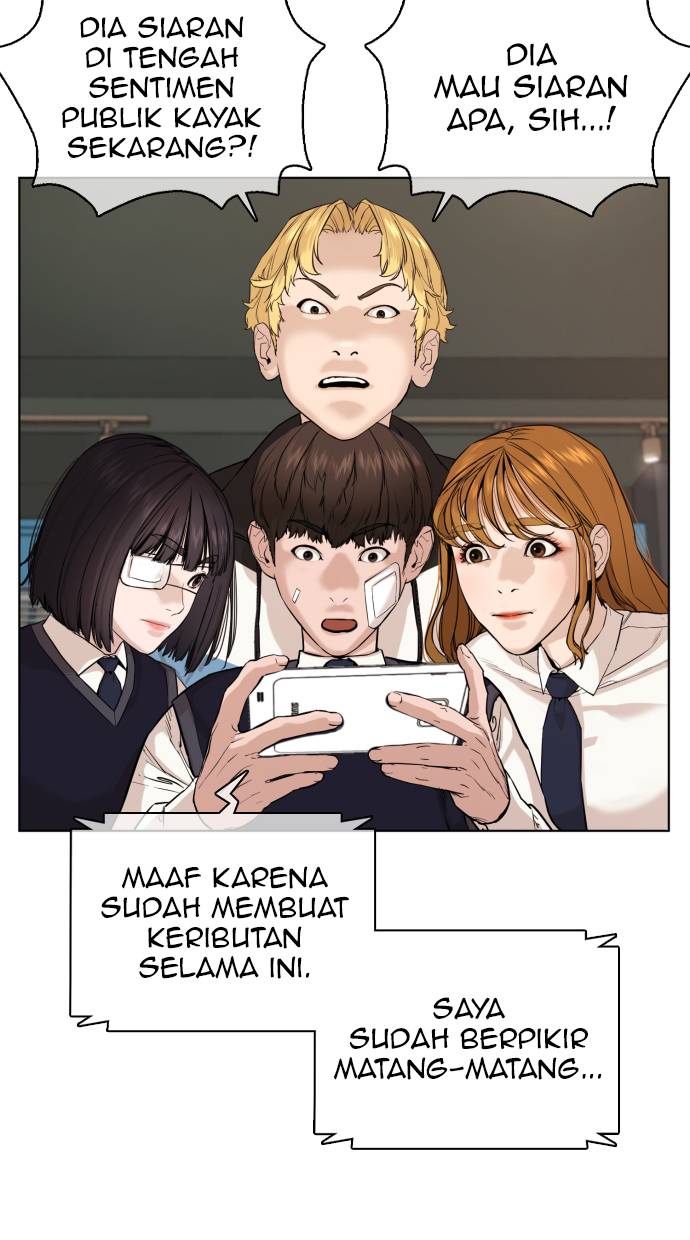 DIA SIARAN
DI TENGAH
SENTIMEN
PUBLIK KAYAK
SEKARANG?!
DIA
MAU SIARAN
APA, SIH...!
SAMSUNG
MAAF KARENA
SUDAH MEMBUAT
KERIBUTAN
SELAMA INI.
SAYA
SUDAH BERPIKIR
MATANG-MATANG...